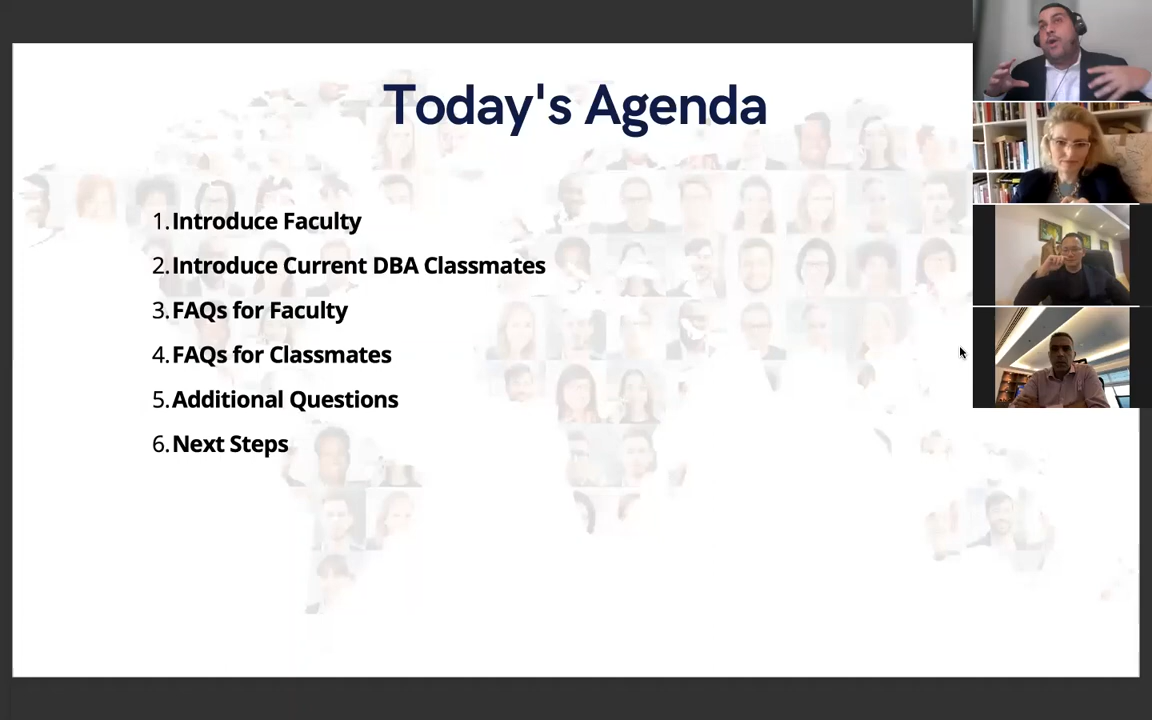 Today's Agenda
1. Introduce Faculty
2. Introduce Current DBA Classmates
3. FAQs for Faculty
4. FAQs for Classmates
5. Additional Questions
6. Next Steps